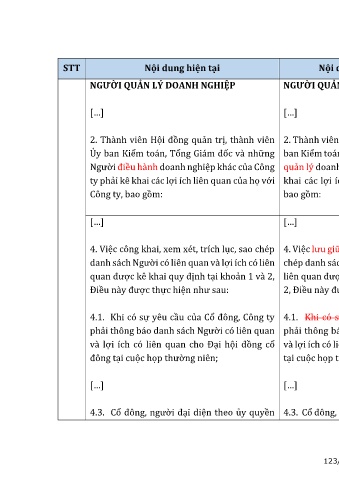 STT Nội dung hiện tại Nội
NGƯỜI QUẢN LÝ DOANH NGHIỆP
[...]
2. Thành viên Hội đồng quản trị, thành viên
Ủy ban Kiểm toán, Tổng Giám đốc và những
Người điều hành doanh nghiệp khác của Công
ty phải kê khai các lợi ích liên quan của họ với
Công ty, bao gồm:
[...]
4. Việc công khai, xem xét, trích lục, sao chép
danh sách Người có liên quan và lợi ích có liên
quan được kê khai quy định tại khoản 1 và 2,
Điều này được thực hiện như sau:
4.1. Khi có sự yêu cầu của Cổ đông, Công ty
phải thông báo danh sách Người có liên quan
và lợi ích có liên quan cho Đại hội đồng cổ
đông tại cuộc họp thường niên;
[...]
4.3. Cổ đông, người đại diện theo ủy quyền
NGƯỜI QUẢN
[...]
2. Thành viên
ban Kiểm toán
quản lý doanh
khai các lợi
bao gồm:
[...]
4. Việc lưu giữ
chép danh sác
liên quan đượ
2, Điều này đư
4.1. Khi có s
phải thông bá
và lợi ích có li
tại cuộc họp t
[...]
4.3. Cổ đông,
123/